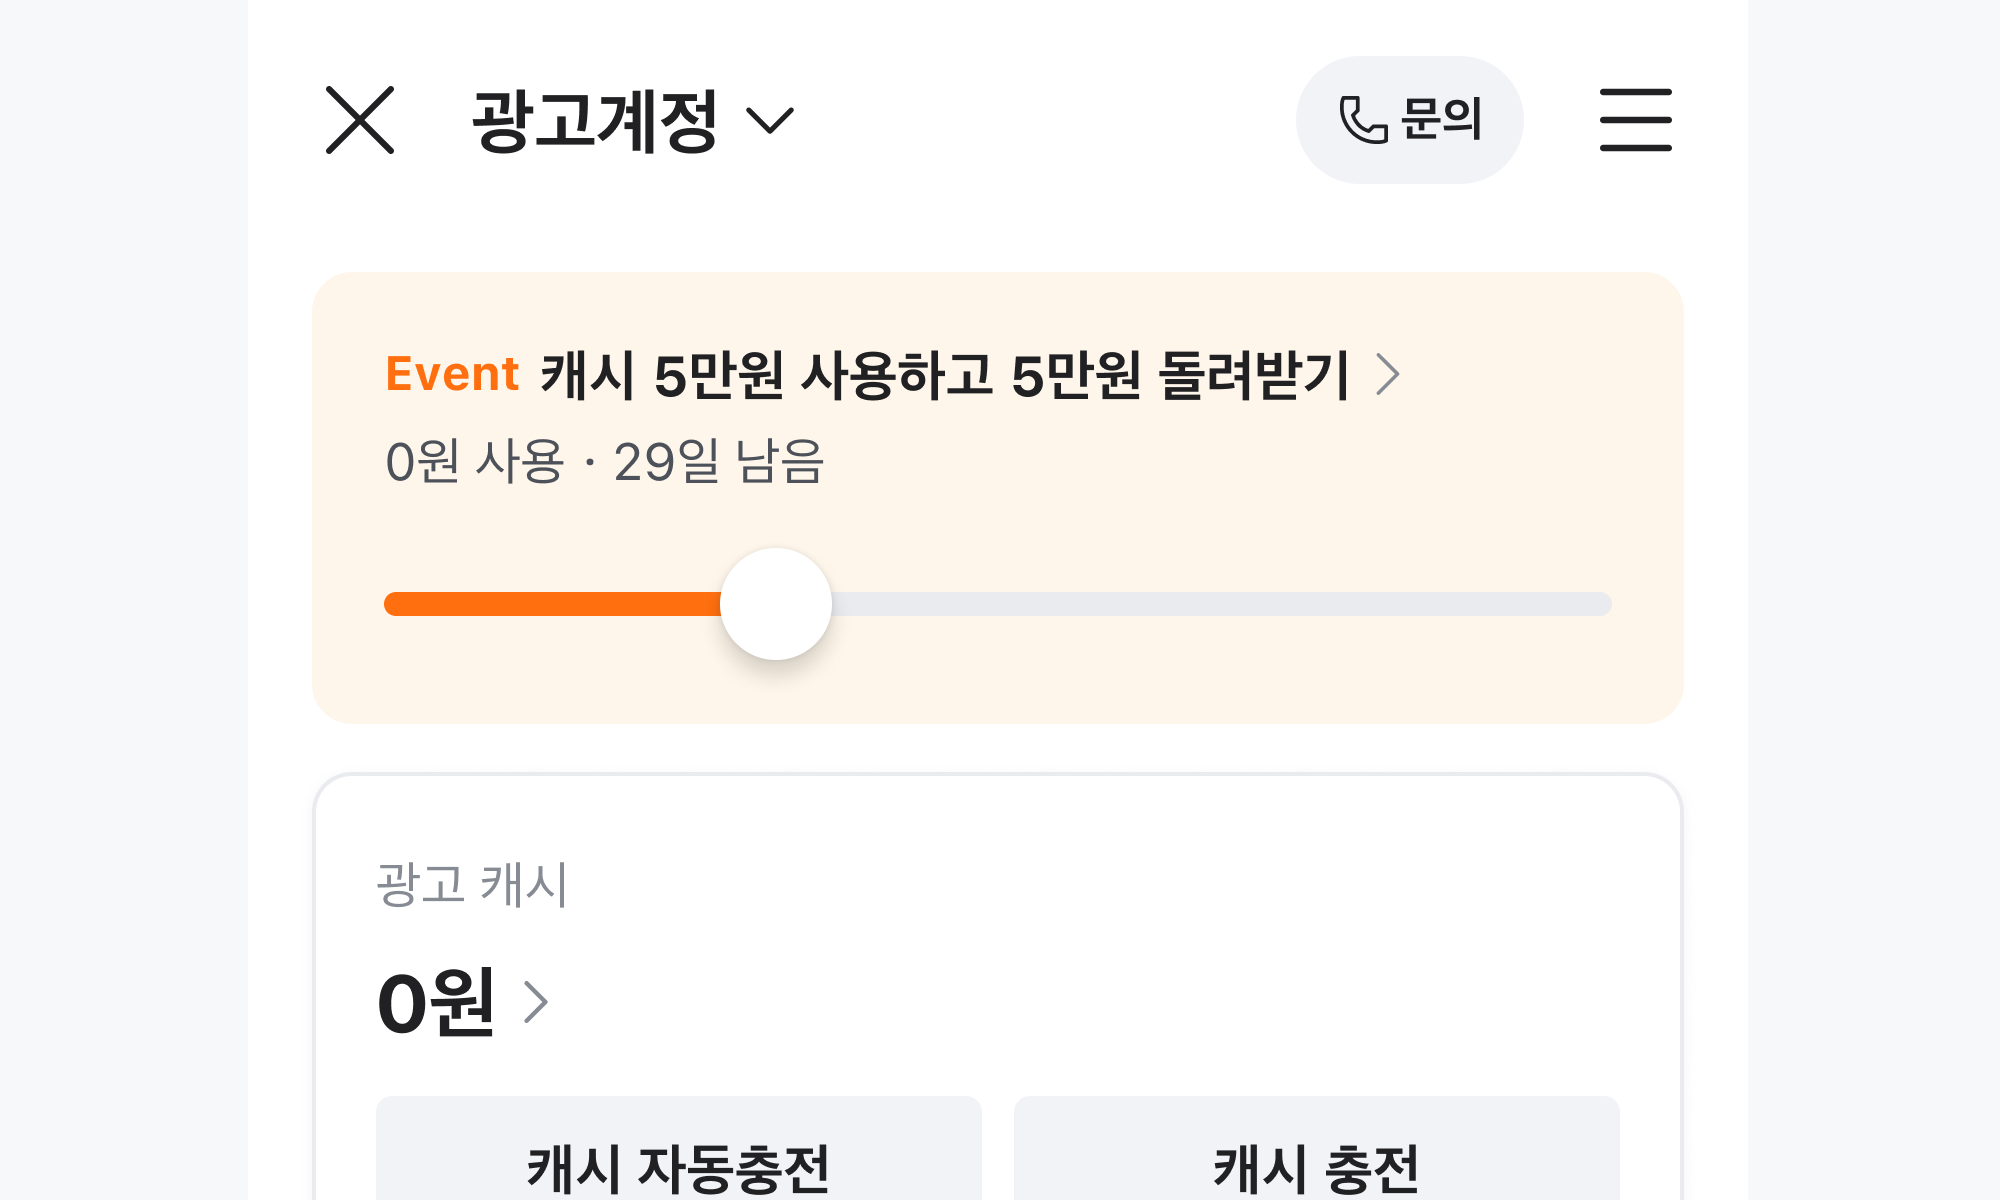 광고계정
문의
Event 캐시 5만원 사용하고 5만원 돌려받기
0원 사용 · 29일 남음
광고 캐시
0원
캐시 자동충전
캐시 충전